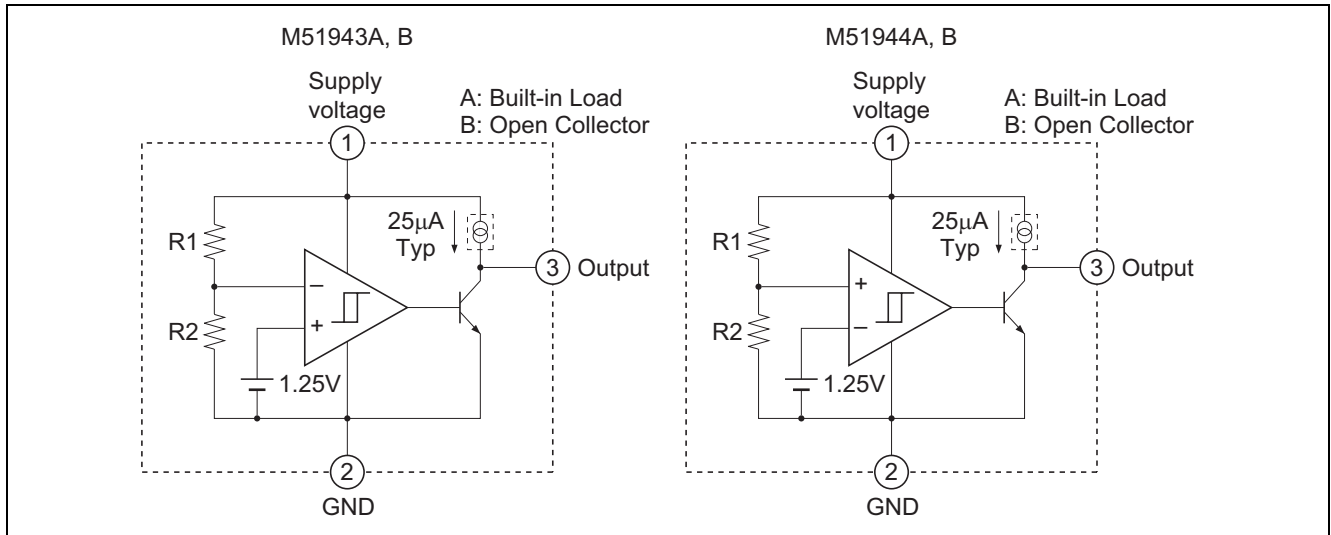 M51943A, B
Supply
voltage
A: Built-in Load
B: Open Collector
1
R1
25μA
Typ
3 Output
−
+
R2
1.25V
2
GND
M51944A, B
Supply
voltage
A: Built-in Load
B: Open Collector
1
R1
25μA
Typ
3 Output
+
−
R2
1.25V
2
GND